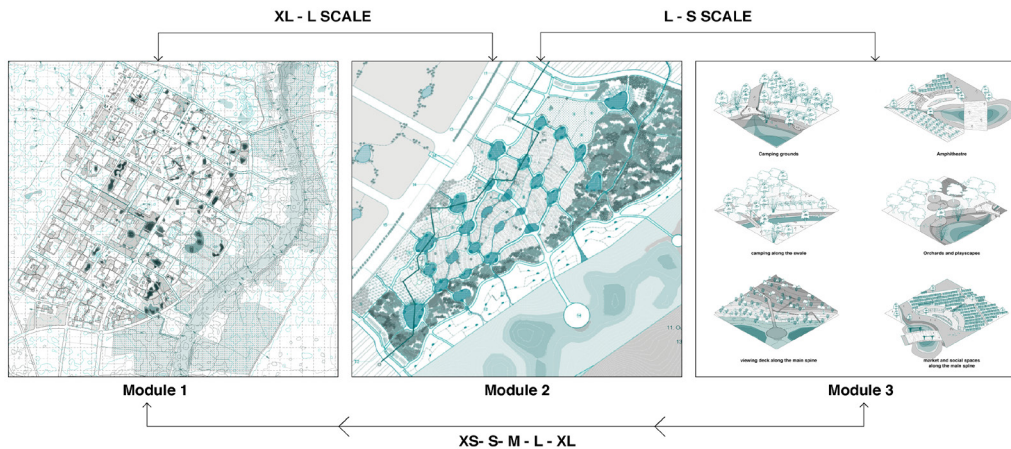 XL - L SCALE
L - S SCALE
Camping grounds
Amphitheatre
camping along the swale
Orchards and playscapes
viewing deck along the main spine
market and social spaces
along the main spine
Module 1
Module 2
Module 3
XS- S- M - L - XL